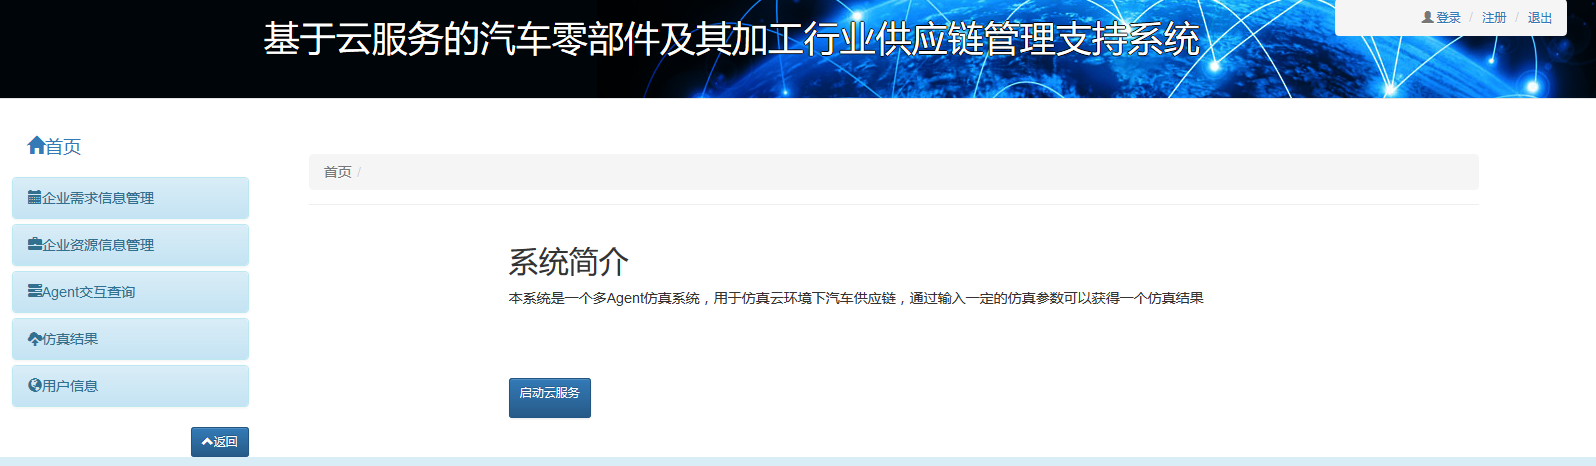 基于云服务的汽车零部件及其加工行业供应链管理支持系统
登录 / 注册 / 退出
首页
企业需求信息管理
企业资源信息管理
Agent交互查询
仿真结果
用户信息
返回
首页 /
系统简介
本系统是一个多Agent仿真系统，用于仿真云环境下汽车供应链，通过输入一定的仿真参数可以获得一个仿真结果
启动云服务